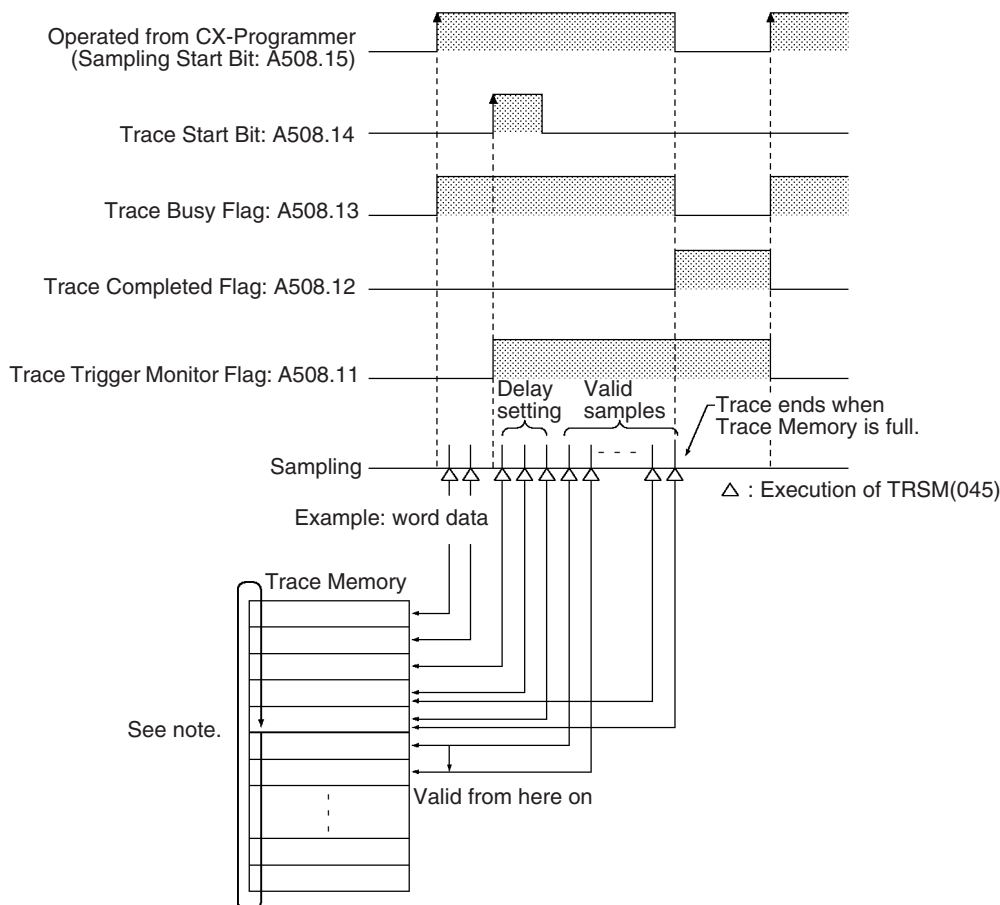 Operated from CX-Programmer
(Sampling Start Bit: A508.15)
Trace Start Bit: A508.14
Trace Busy Flag: A508.13
Trace Completed Flag: A508.12
Trace Trigger Monitor Flag: A508.11
Delay
setting
Valid
samples
Trace ends when
Trace Memory is full.
Sampling
△ : Execution of TRSM(045)
Example: word data
Trace Memory
See note.
Valid from here on